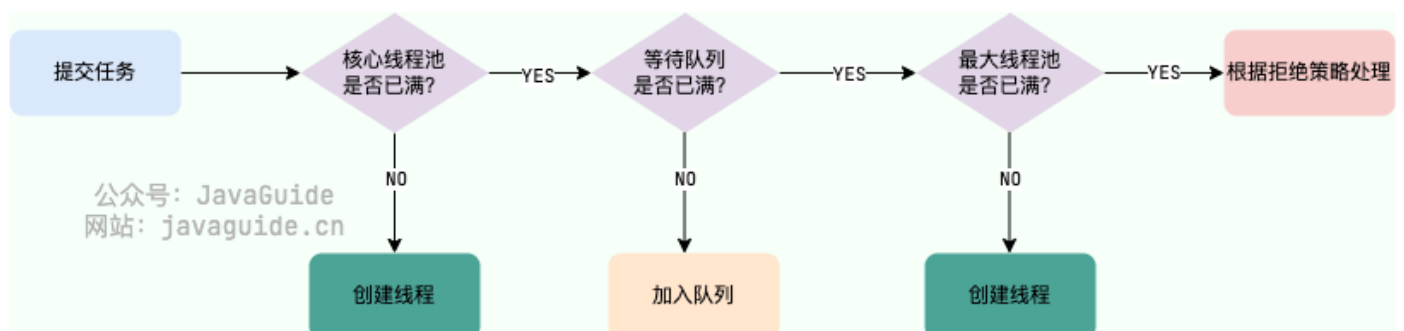 提交任务
核心线程池
是否已满?
YES
等待队列
是否已满?
YES
最大线程池
是否已满?
YES
根据拒绝策略处理
NO
NO
NO
公众号：JavaGuide
网站：javaguide.cn
创建线程
加入队列
创建线程